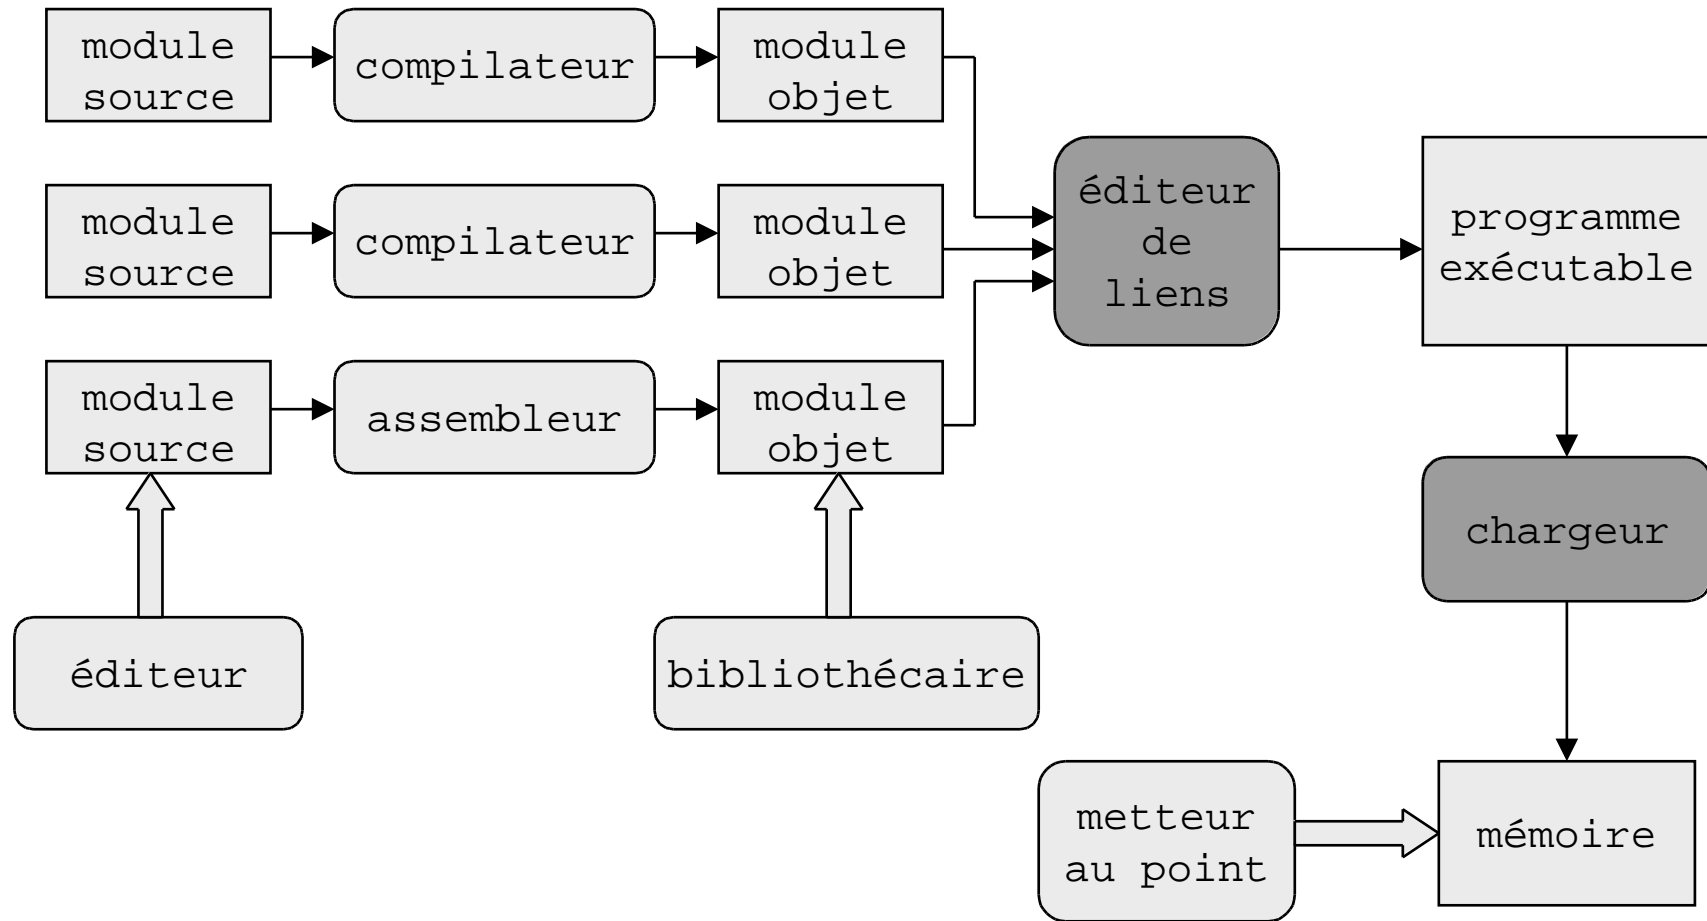 module
source
compilateur
module
objet
module
source
compilateur
module
objet
éditeur
de
liens
programme
exécutable
module
source
assembleur
module
objet
chargeur
éditeur
bibliothécaire
metteur
au point
mémoire